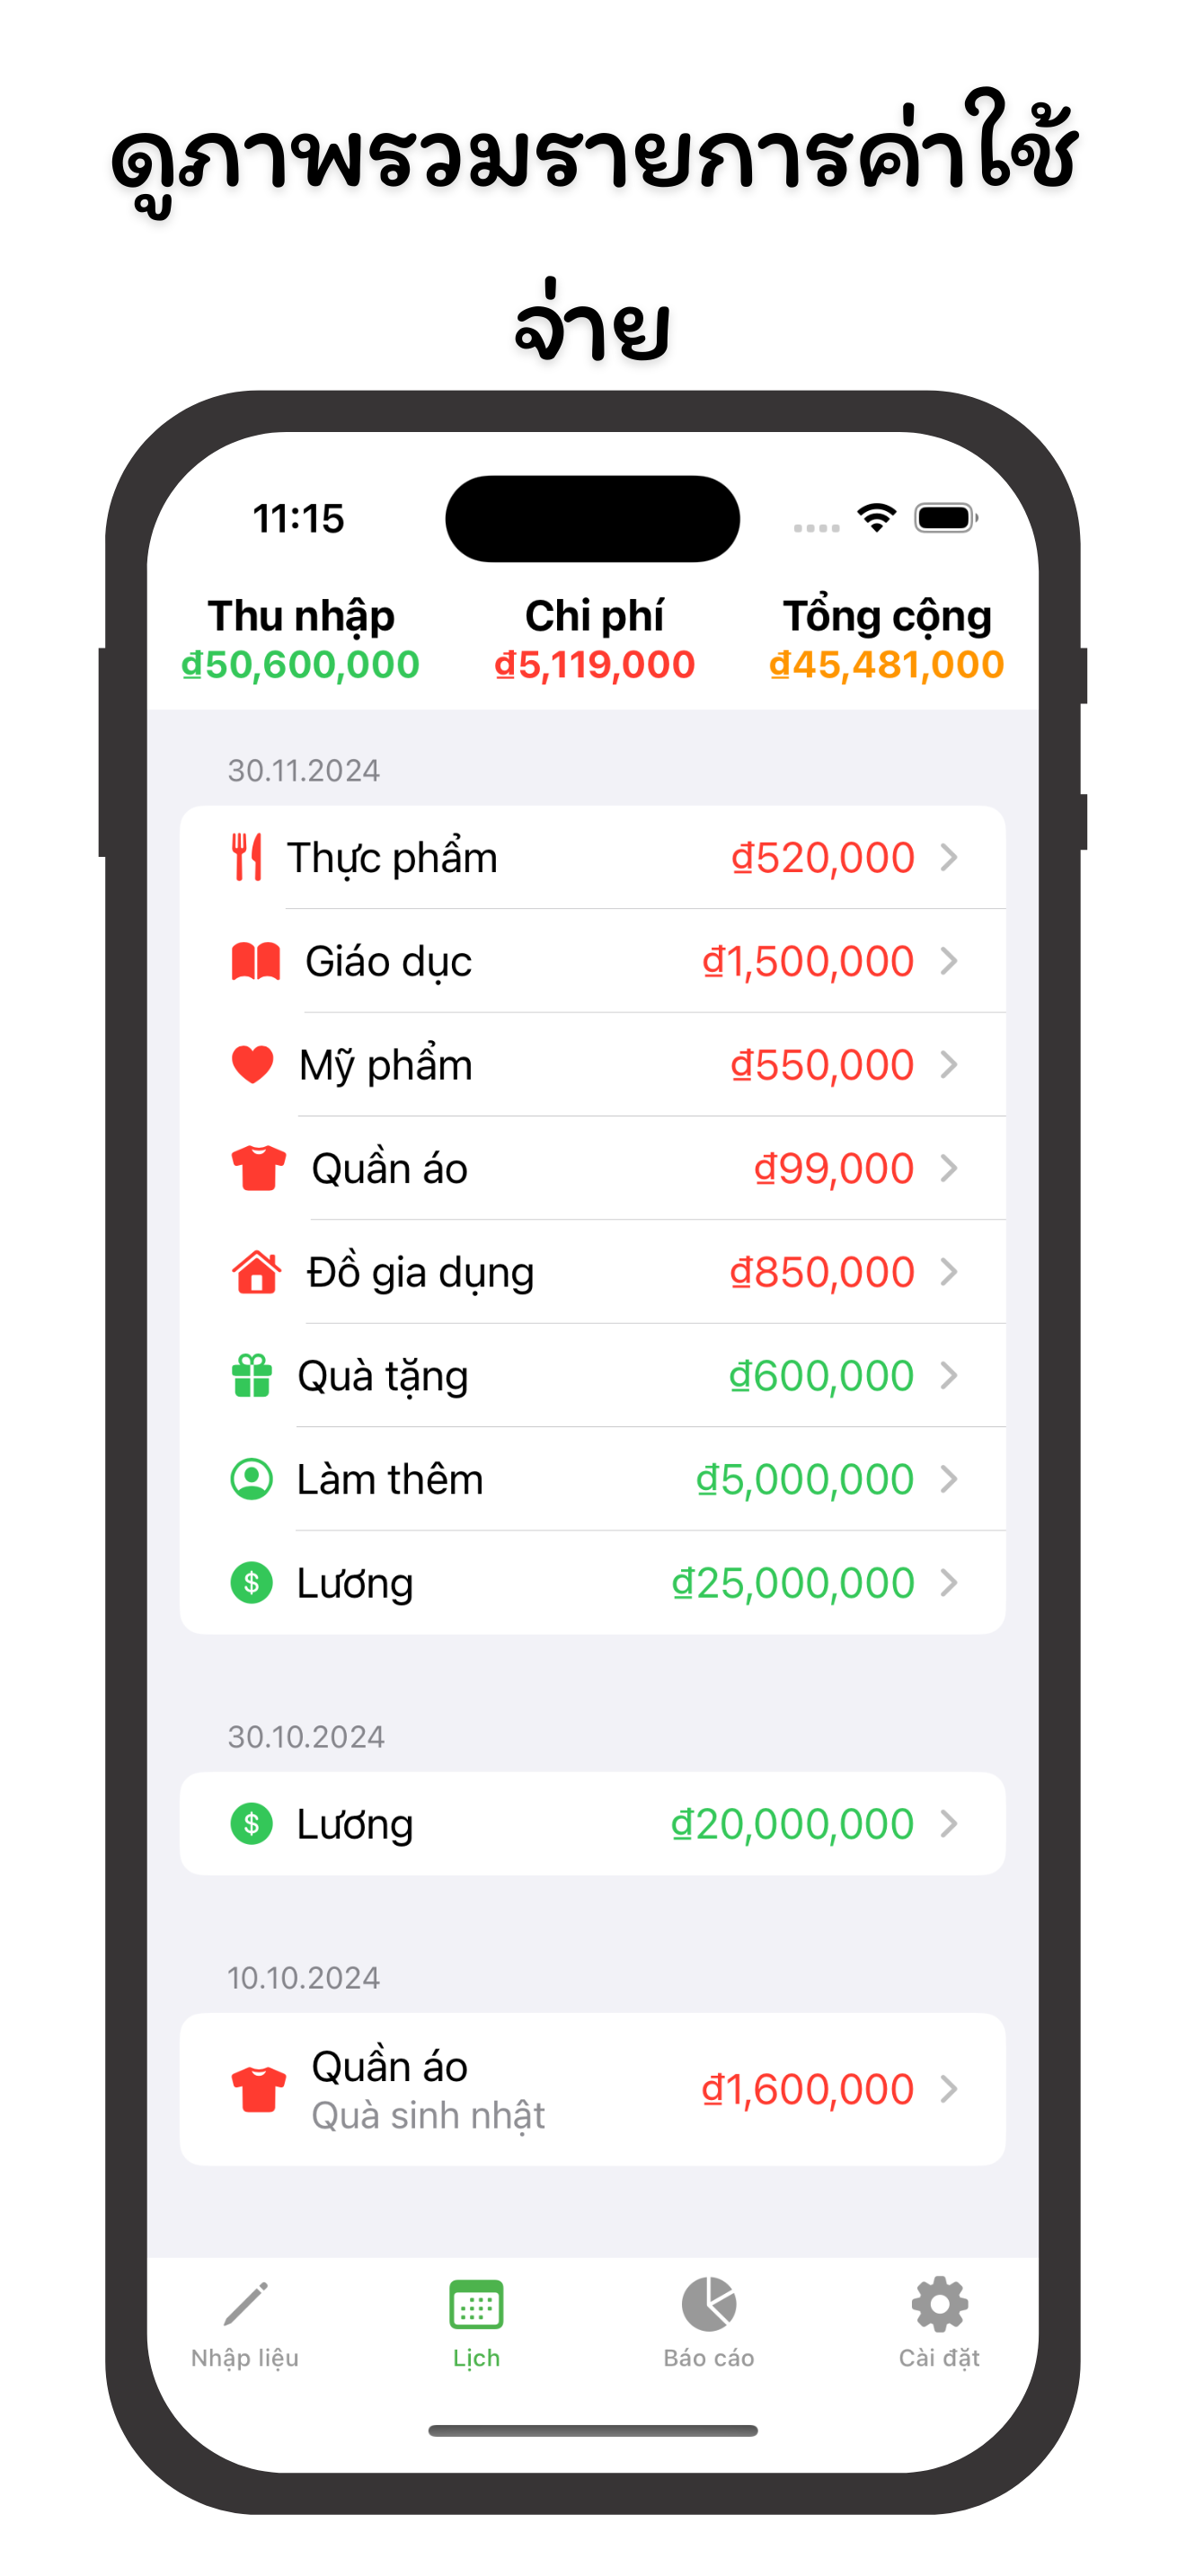 ดูภาพรวมรายการค่าใช้
จ่าย
11:15
Thu nhập Chi phí Tổng cộng
₫50,600,000 ₫5,119,000 ₫45,481,000
30.11.2024
Thực phẩm ₫520,000
Giáo dục ₫1,500,000
Mỹ phẩm ₫550,000
Quần áo ₫99,000
Đồ gia dụng ₫850,000
Quà tặng ₫600,000
Làm thêm ₫5,000,000
Lương ₫25,000,000
30.10.2024
Lương ₫20,000,000
10.10.2024
Quần áo ₫1,600,000
Quà sinh nhật
Nhập liệu Lịch Báo cáo Cài đặt